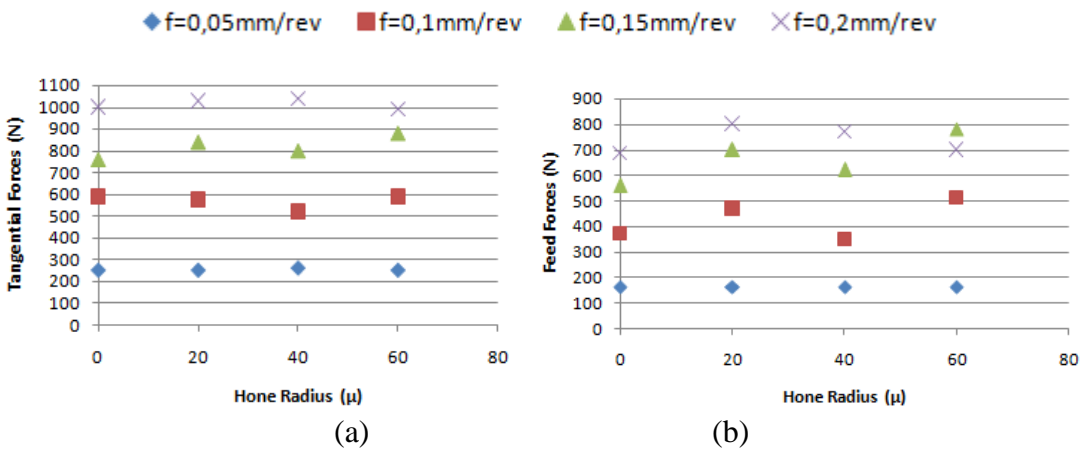 f=0,05mm/rev f=0,1mm/rev f=0,15mm/rev f=0,2mm/rev
Tangential Forces (N)
1100
1000
900
800
700
600
500
400
300
200
100
0
0 20 40 60 80
Hone Radius (μ)
(a)
Feed Forces (N)
900
800
700
600
500
400
300
200
100
0
0 20 40 60 80
Hone Radius (μ)
(b)